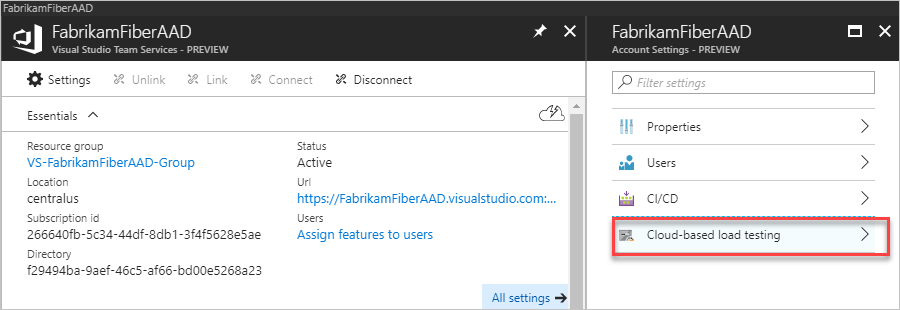 FabrikamFiberAAD
FabrikamFiberAAD
Visual Studio Team Services - PREVIEW
Settings Unlink Link Connect Disconnect
Essentials
Resource group
VS-FabrikamFiberAAD-Group
Location
centralus
Subscription id
266640fb-5c34-44df-8db1-3f4f5628e5ae
Directory
f29494ba-9aef-46c5-af66-bd00e5268a23
Status
Active
Url
https://FabrikamFiberAAD.visualstudio.com:...
Users
Assign features to users
All settings
FabrikamFiberAAD
Account Settings - PREVIEW
Filter settings
Properties
Users
CI/CD
Cloud-based load testing